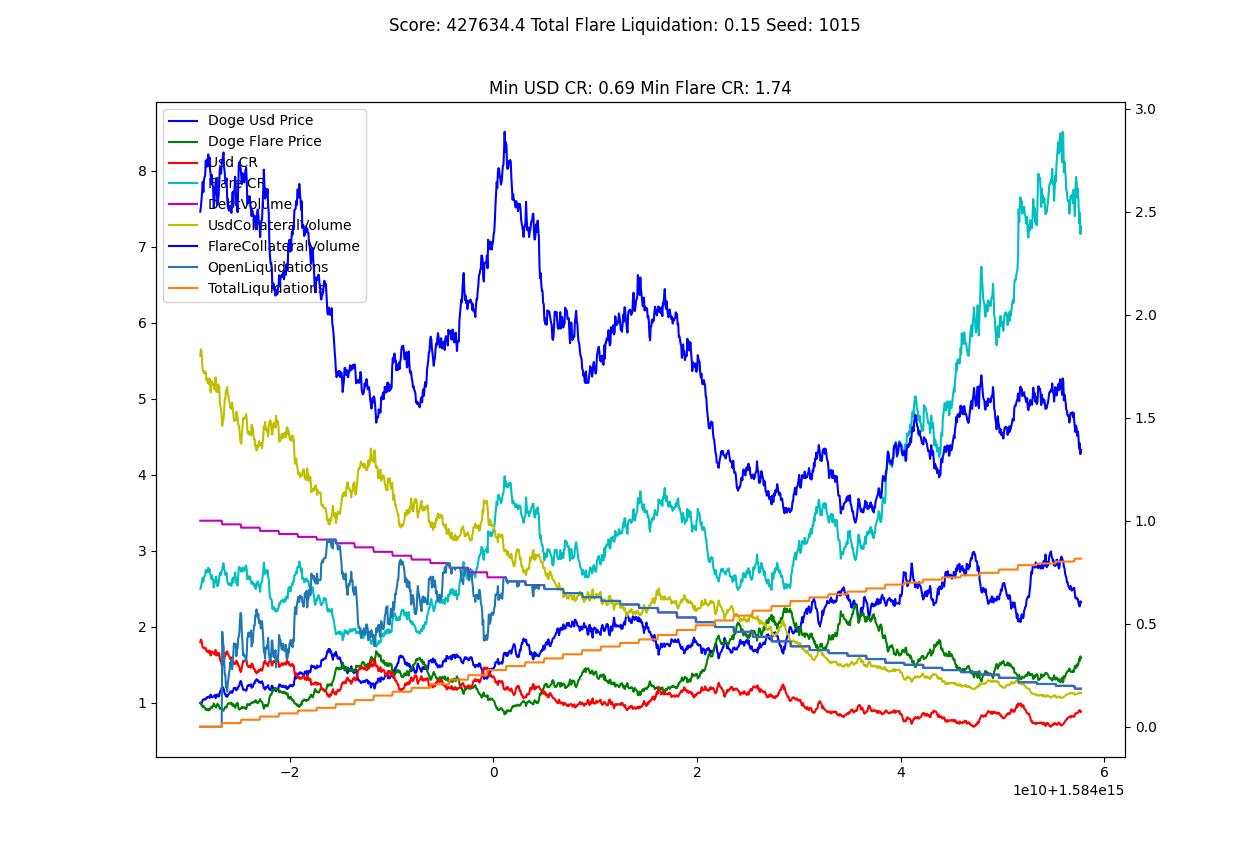 Score: 427634.4 Total Flare Liquidation: 0.15 Seed: 1015
Min USD CR: 0.69 Min Flare CR: 1.74
Doge Usd Price
Doge Flare Price
Usd CR
Flare CR
DebtVolume
UsdCollateralVolume
FlareCollateralVolume
OpenLiquidations
TotalLiquidations
8
7
6
5
4
3
2
1
3.0
2.5
2.0
1.5
1.0
0.5
0.0
−2 0 2 4 6
1e10+1.584e15